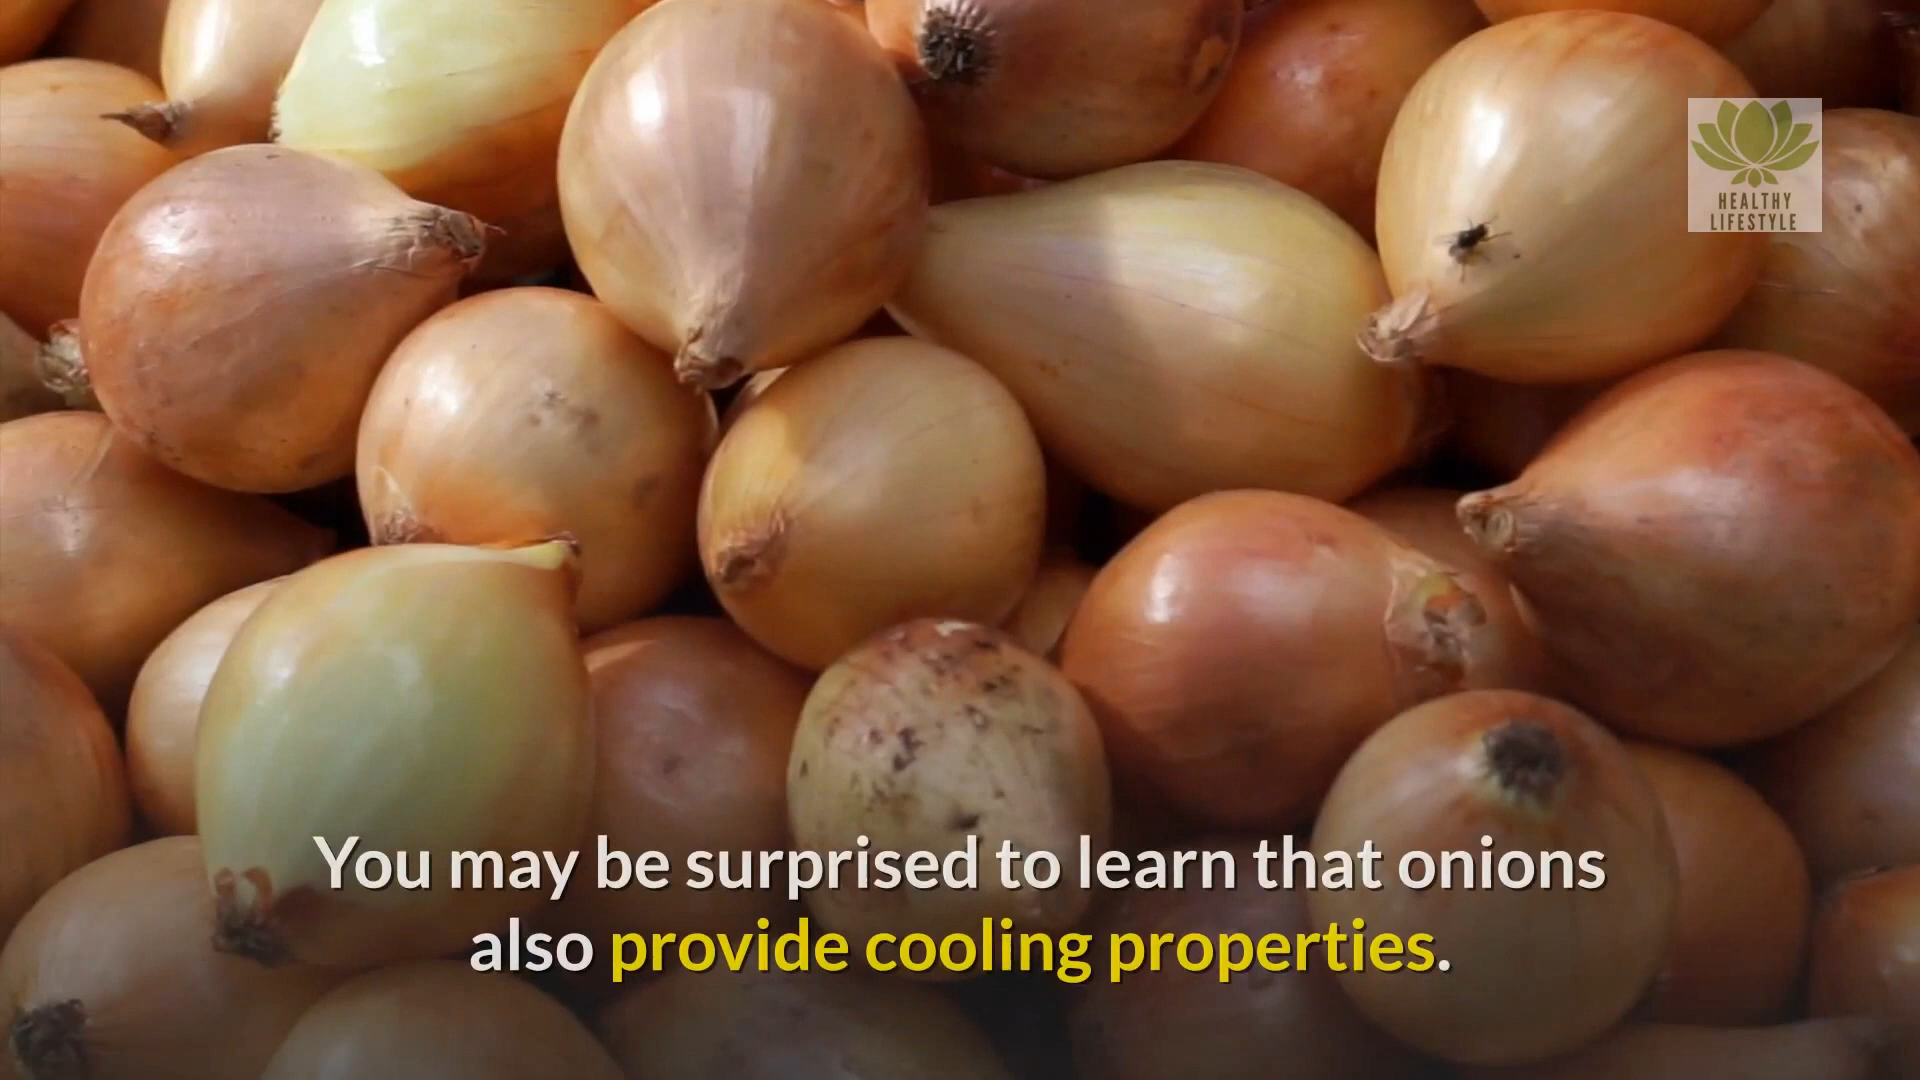 HEALTHY
LIFESTYLE
You may be surprised to learn that onions
also provide cooling properties.